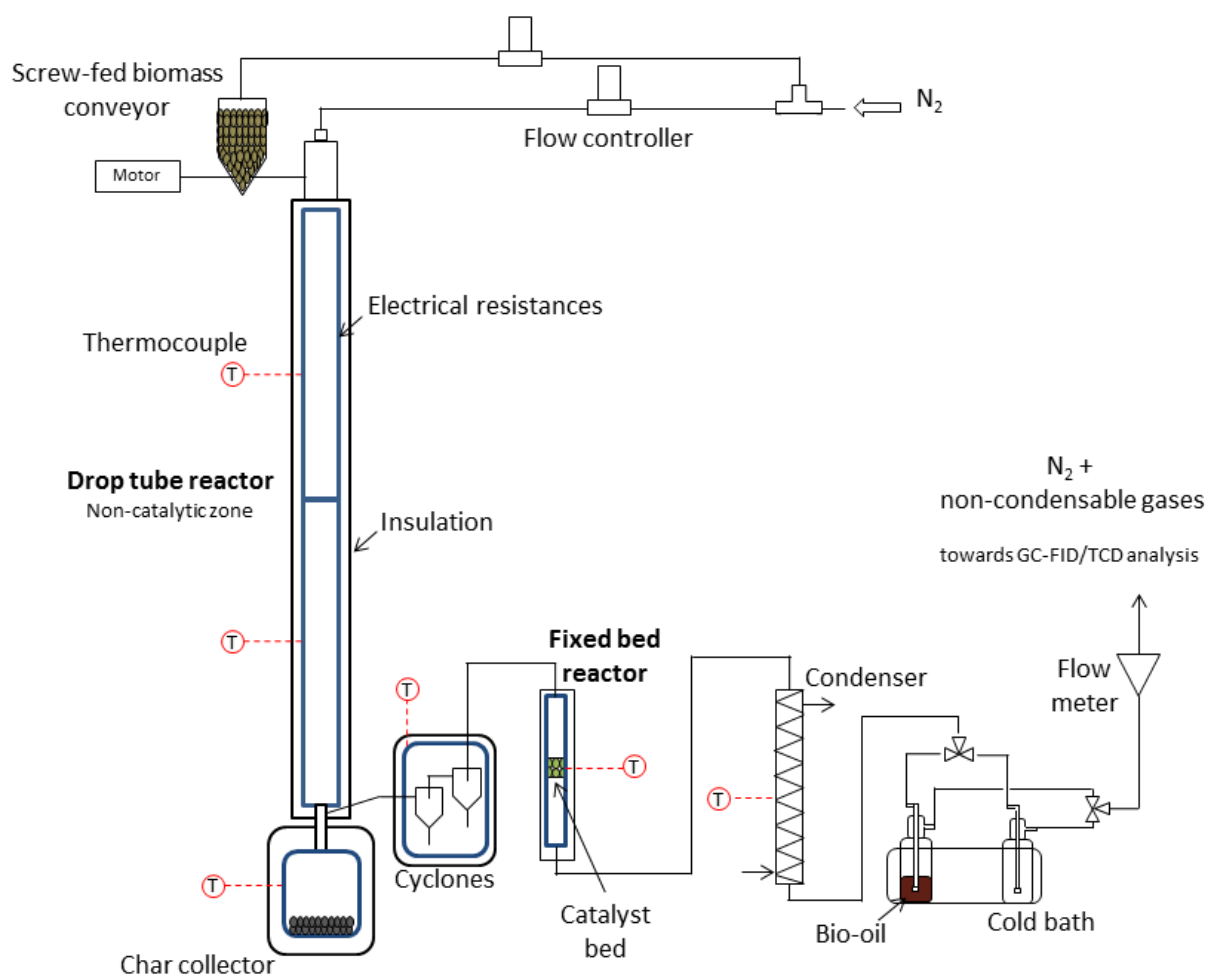 Screw-fed biomass
conveyor
N₂
Flow controller
Motor
Electrical resistances
Thermocouple
T
Drop tube reactor
Non-catalytic zone
Insulation
N₂ +
non-condensable gases
towards GC-FID/TCD analysis
T
Fixed bed
reactor
T
Condenser
Flow
meter
T
T
T
Cyclones
Catalyst
bed
Bio-oil
Cold bath
Char collector